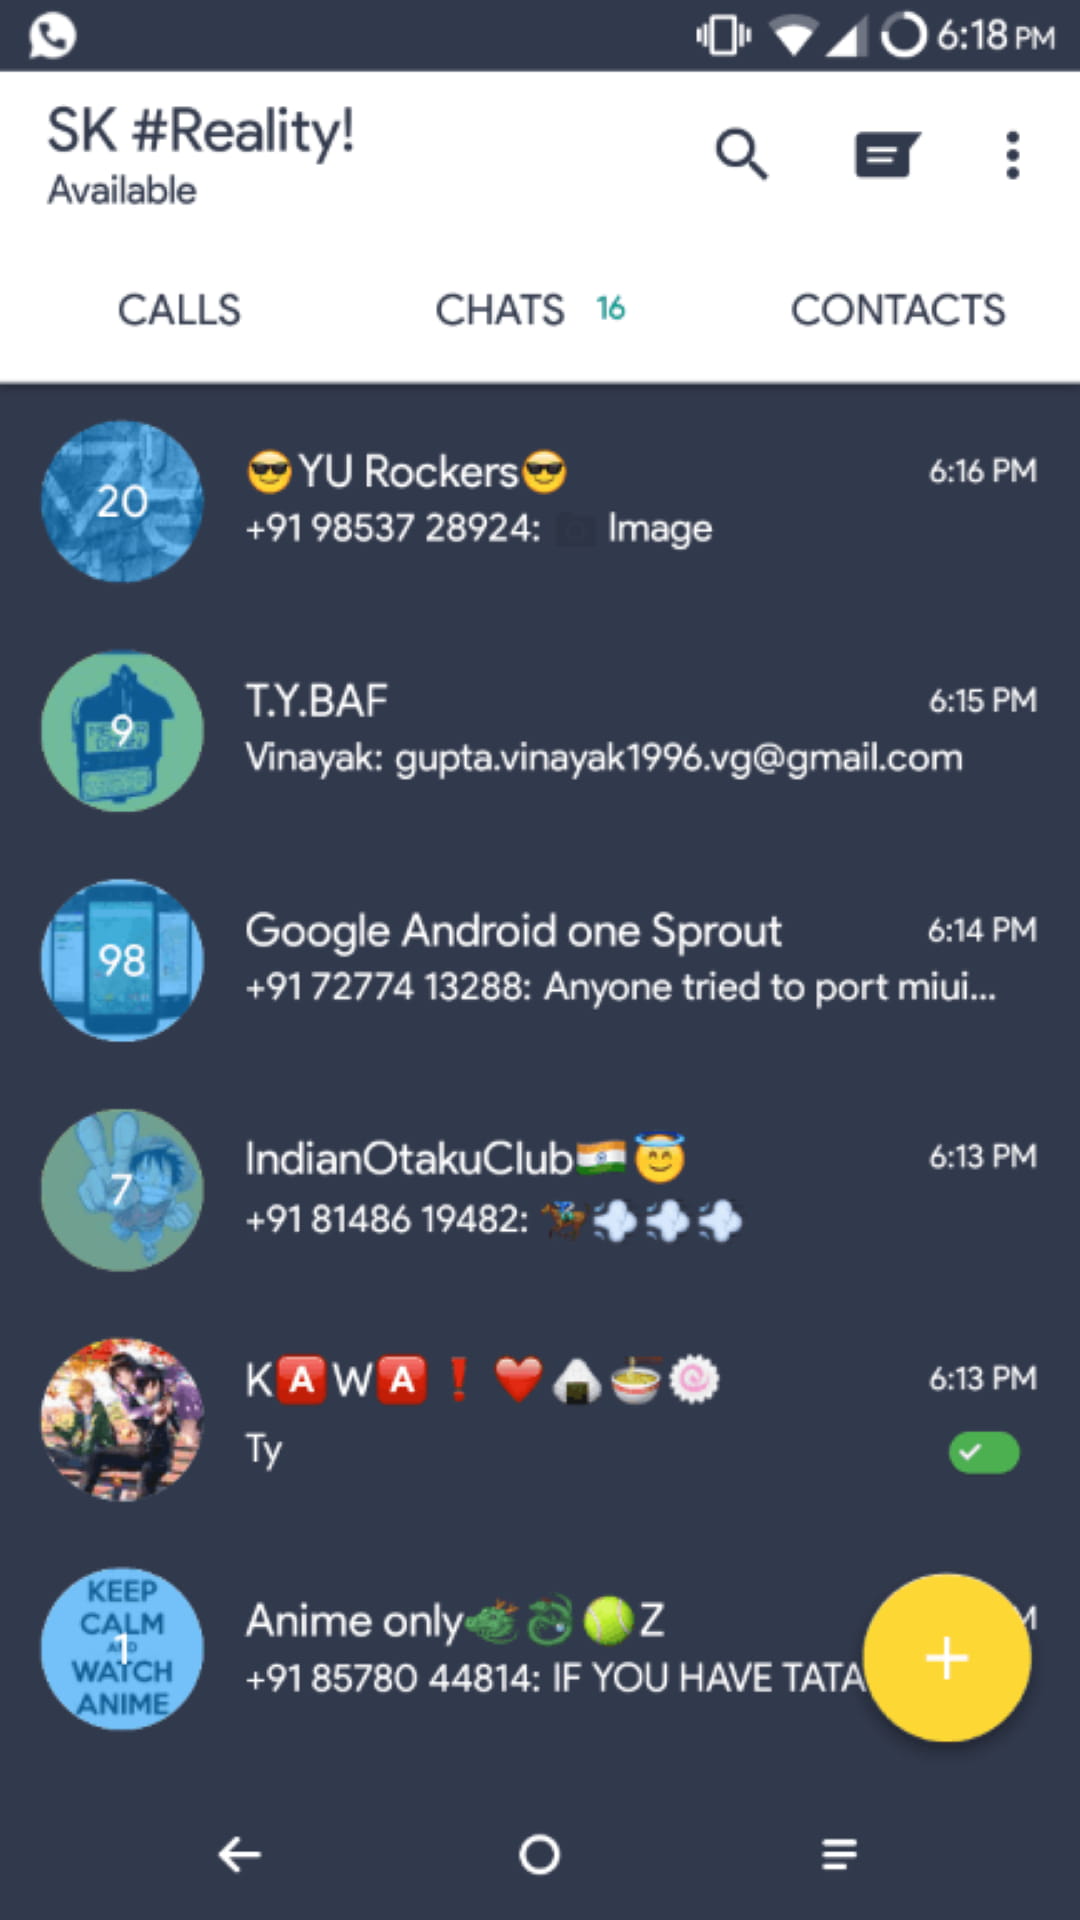 6:18 PM
SK #Reality!
Available
CALLS CHATS 16 CONTACTS
20
😎YU Rockers😎 6:16 PM
+91 98537 28924: 📷 Image
9
T.Y.BAF 6:15 PM
Vinayak: gupta.vinayak1996.vg@gmail.com
98
Google Android one Sprout 6:14 PM
+91 72774 13288: Anyone tried to port miui...
7
IndianOtakuClub🇮🇳😇 6:13 PM
+91 81486 19482: 🏇💨💨💨
K🅰W🅰❗❤🍙🍜🍥 6:13 PM
Ty
KEEP
CALM
AND
WATCH
ANIME
1
Anime only🐲🐉🎾Z M
+91 85780 44814: IF YOU HAVE TATA